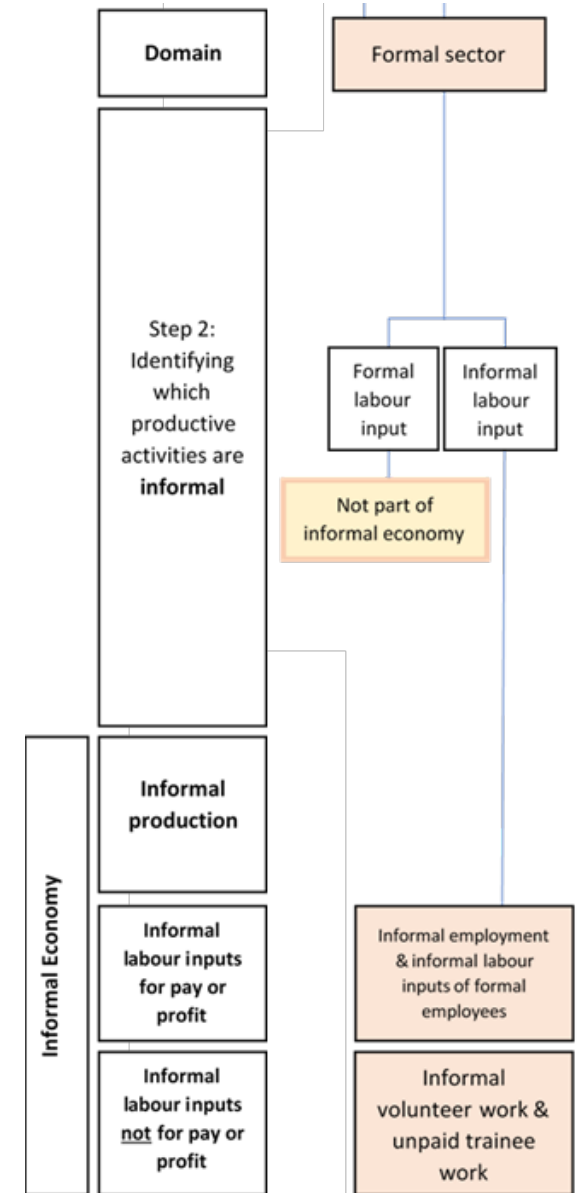 Domain
Formal sector
Step 2:
Identifying
which
productive
activities are
informal
Formal
labour
input
Informal
labour
input
Not part of
informal economy
Informal Economy
Informal
production
Informal
labour inputs
for pay or
profit
Informal employment
& informal labour
inputs of formal
employees
Informal
labour inputs
not for pay or
profit
Informal
volunteer work &
unpaid trainee
work